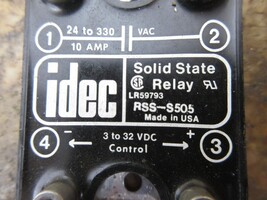 1 24 to 330 VAC 2
10 AMP
idec
Solid State
Relay
LR59793
RSS-S505
Made in USA
4 - 3 to 32 VDC + 3
Control